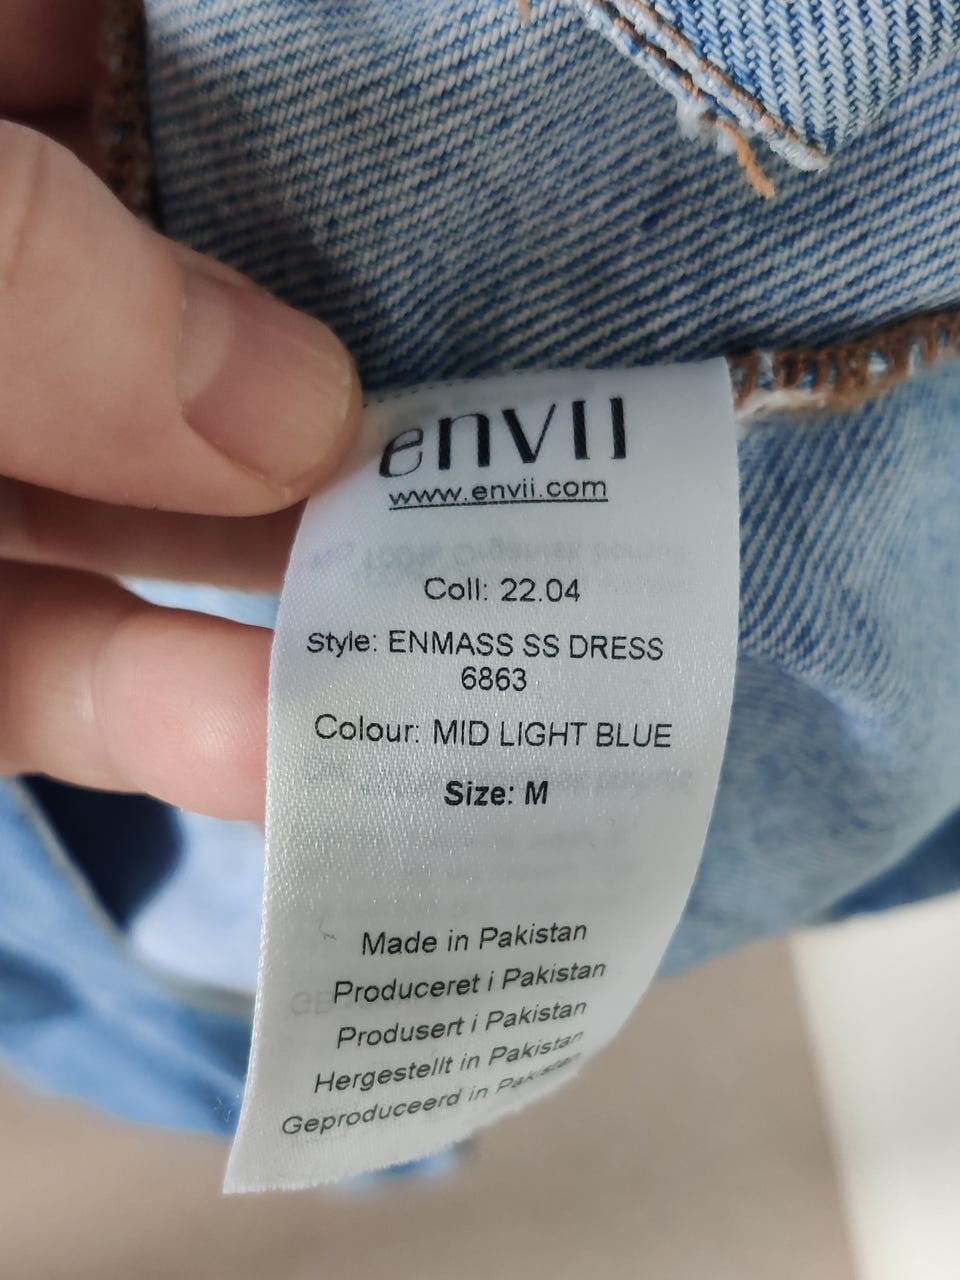 envii
www.envii.com
Coll: 22.04
Style: ENMASS SS DRESS
6863
Colour: MID LIGHT BLUE
Size: M
Made in Pakistan
Produceret i Pakistan
Produsert i Pakistan
Hergestellt in Pakistan
Geproduceerd in Pakistan